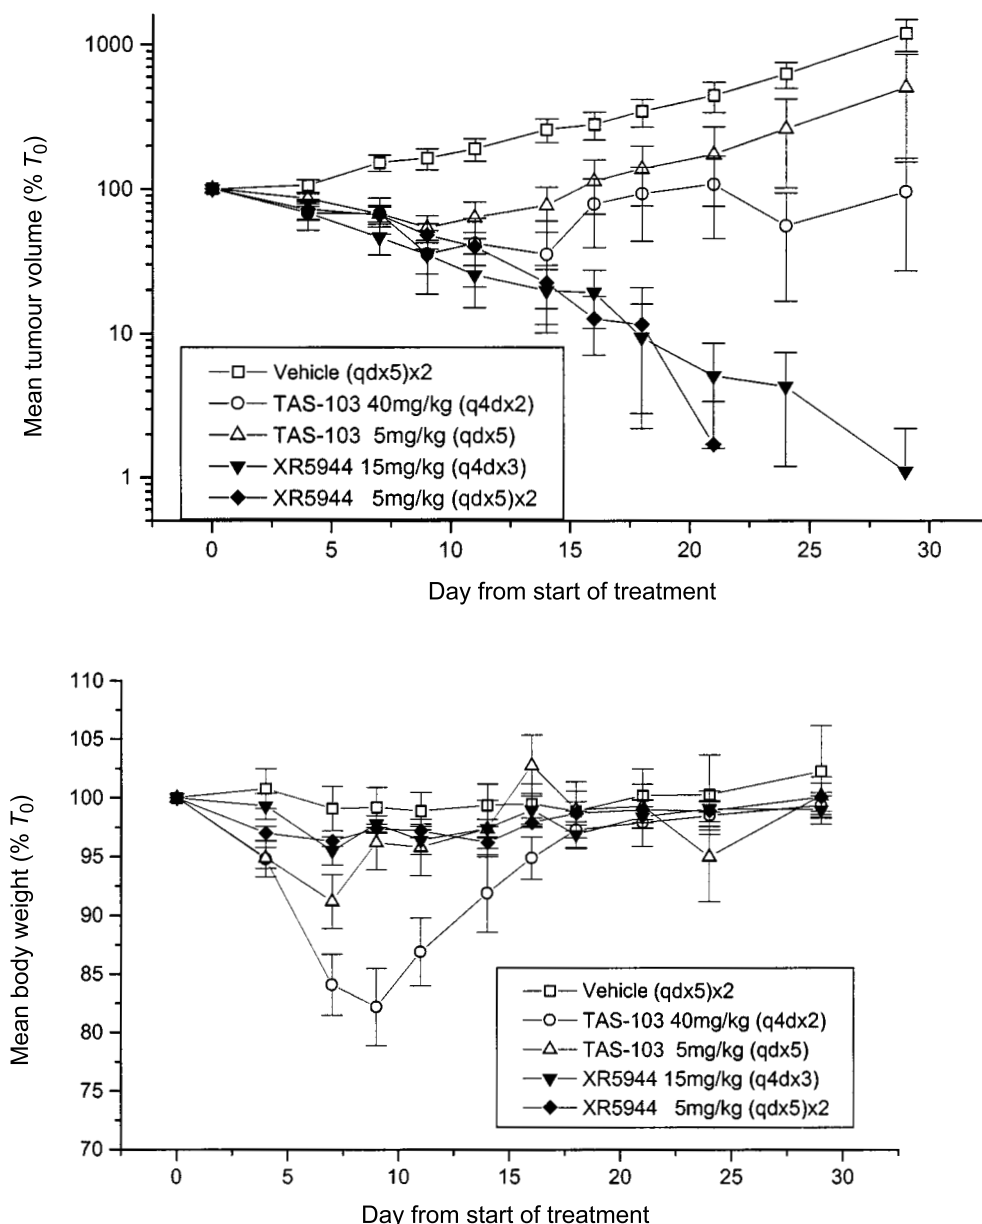 1000
100
10
1
Mean tumour volume (% T0)
Vehicle (qdx5)x2
TAS-103 40mg/kg (q4dx2)
TAS-103 5mg/kg (qdx5)
XR5944 15mg/kg (q4dx3)
XR5944 5mg/kg (qdx5)x2
0 5 10 15 20 25 30
Day from start of treatment
110
105
100
95
90
85
80
75
70
Mean body weight (% T0)
Vehicle (qdx5)x2
TAS-103 40mg/kg (q4dx2)
TAS-103 5mg/kg (qdx5)
XR5944 15mg/kg (q4dx3)
XR5944 5mg/kg (qdx5)x2
0 5 10 15 20 25 30
Day from start of treatment